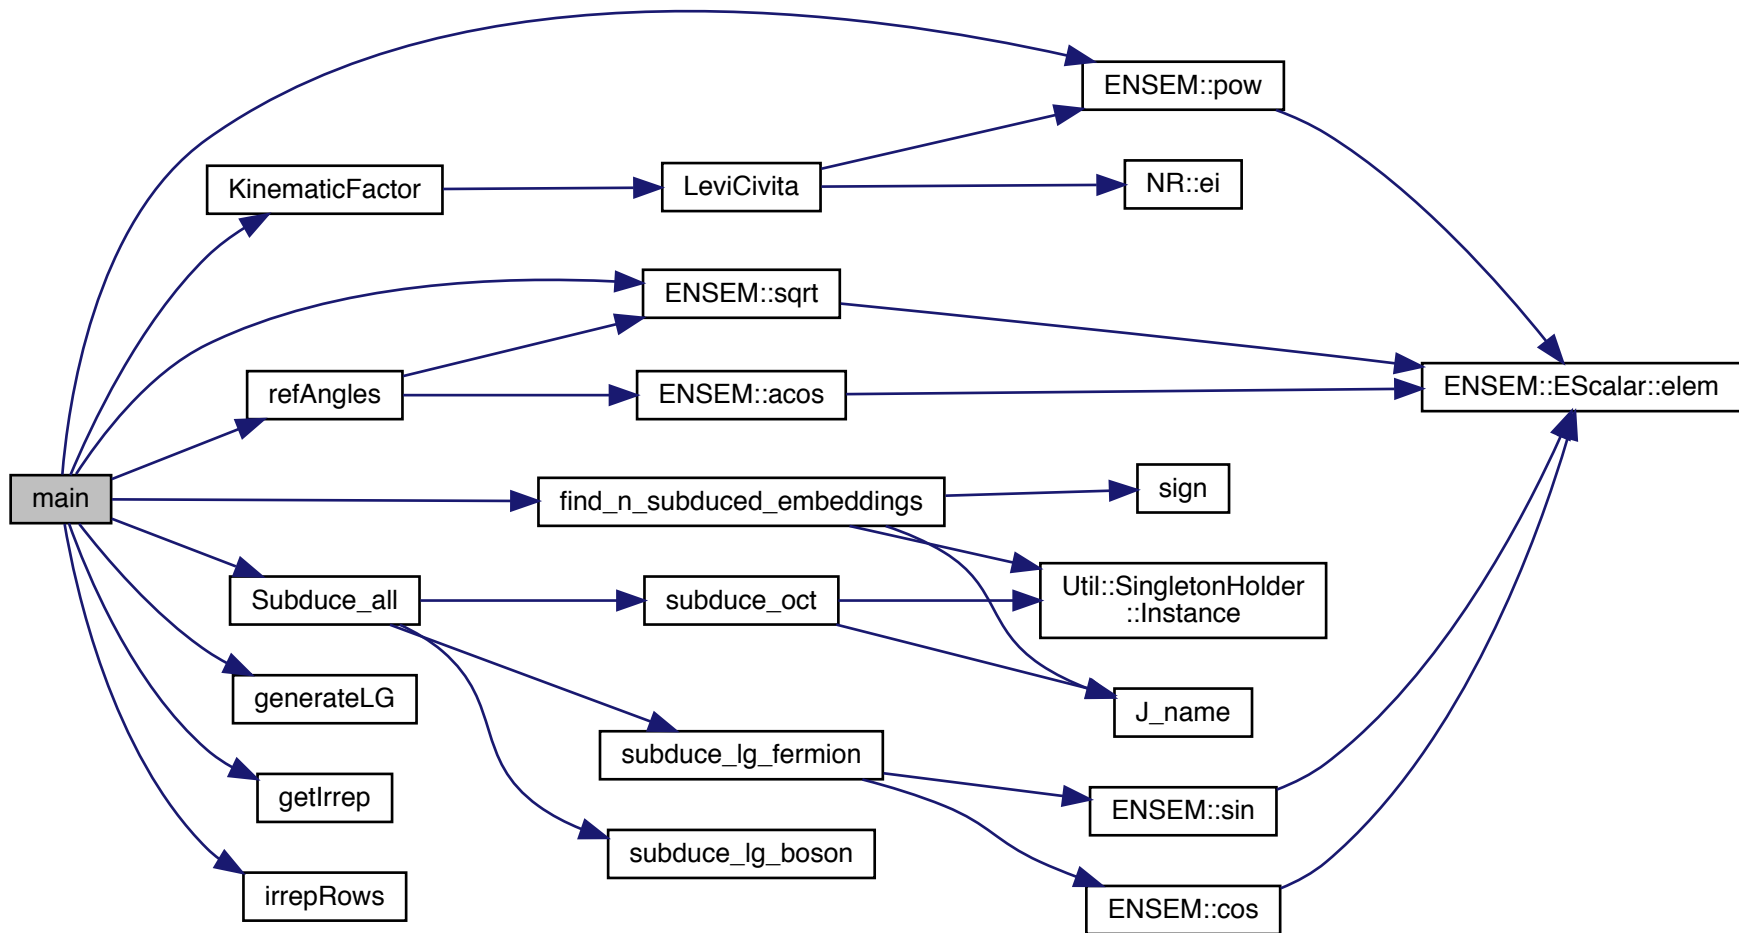 ENSEM::pow
KinematicFactor
LeviCivita
NR::ei
ENSEM::sqrt
refAngles
ENSEM::acos
ENSEM::EScalar::elem
main
find_n_subduced_embeddings
sign
Subduce_all
subduce_oct
Util::SingletonHolder
::Instance
generateLG
J_name
subduce_lg_fermion
getIrrep
ENSEM::sin
subduce_lg_boson
irrepRows
ENSEM::cos